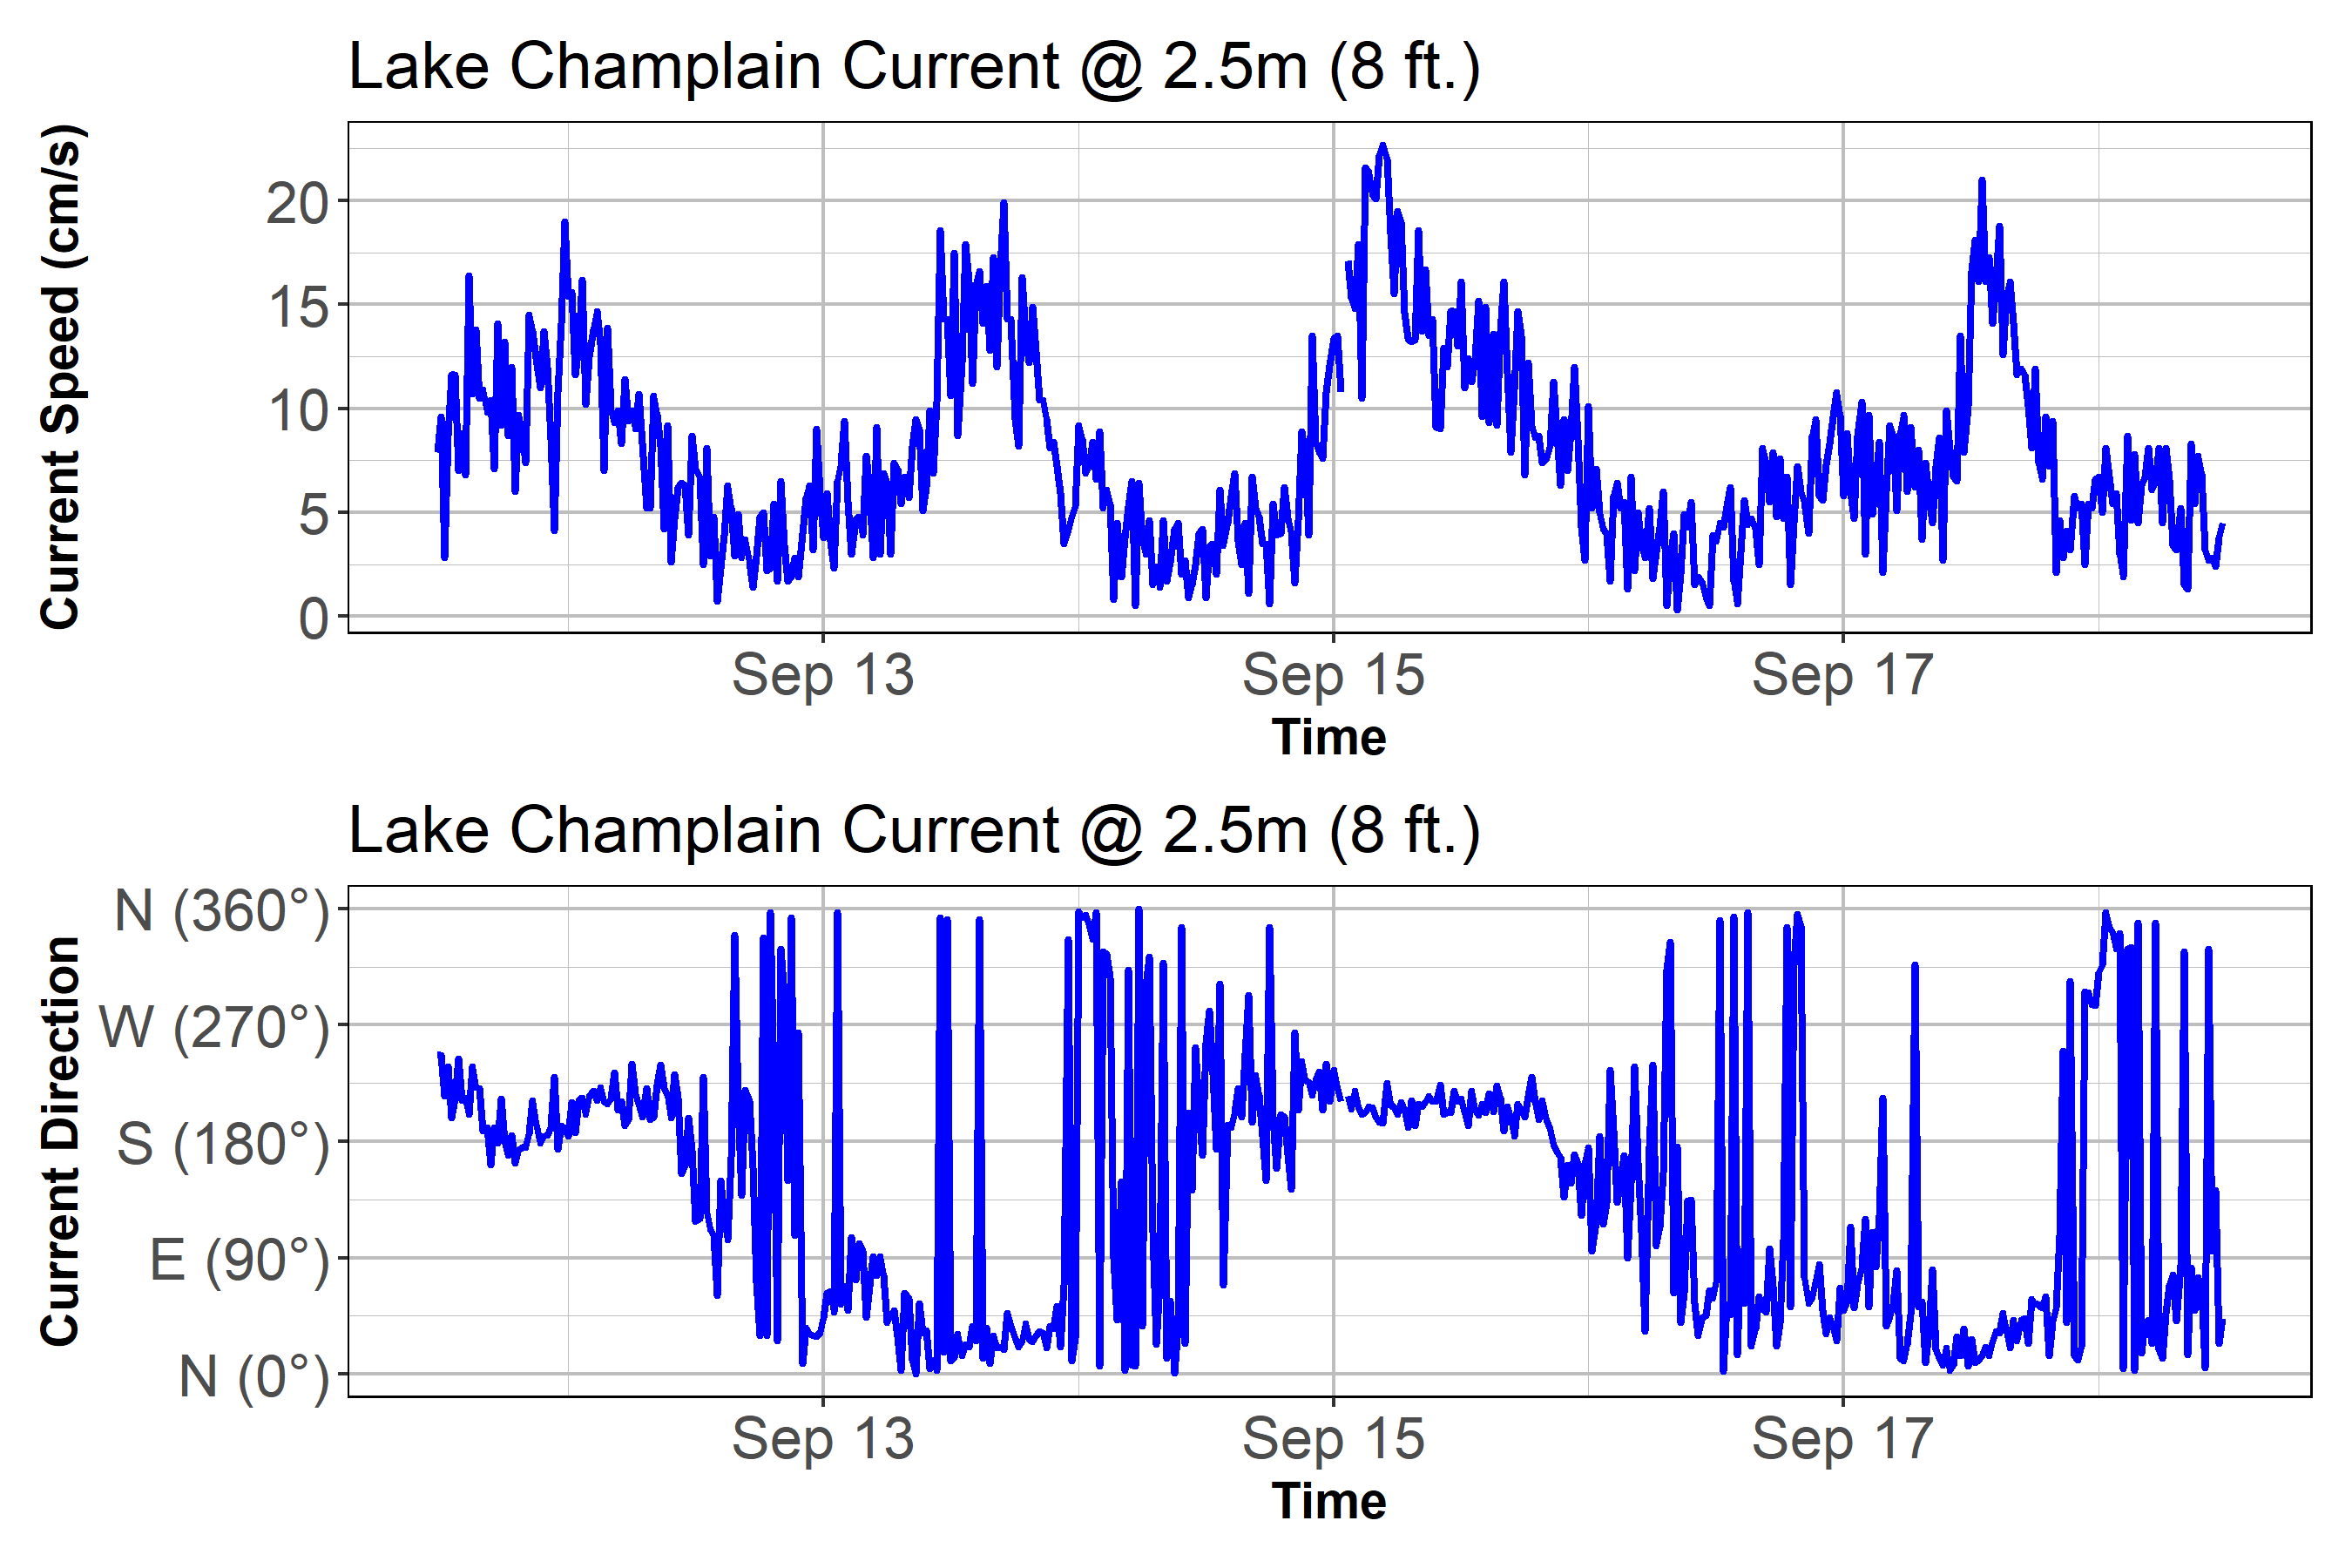 Lake Champlain Current @ 2.5m (8 ft.)
Current Speed (cm/s)
20
15
10
5
0
Sep 13 Sep 15 Sep 17
Time
Lake Champlain Current @ 2.5m (8 ft.)
Current Direction
N (360°)
W (270°)
S (180°)
E (90°)
N (0°)
Sep 13 Sep 15 Sep 17
Time